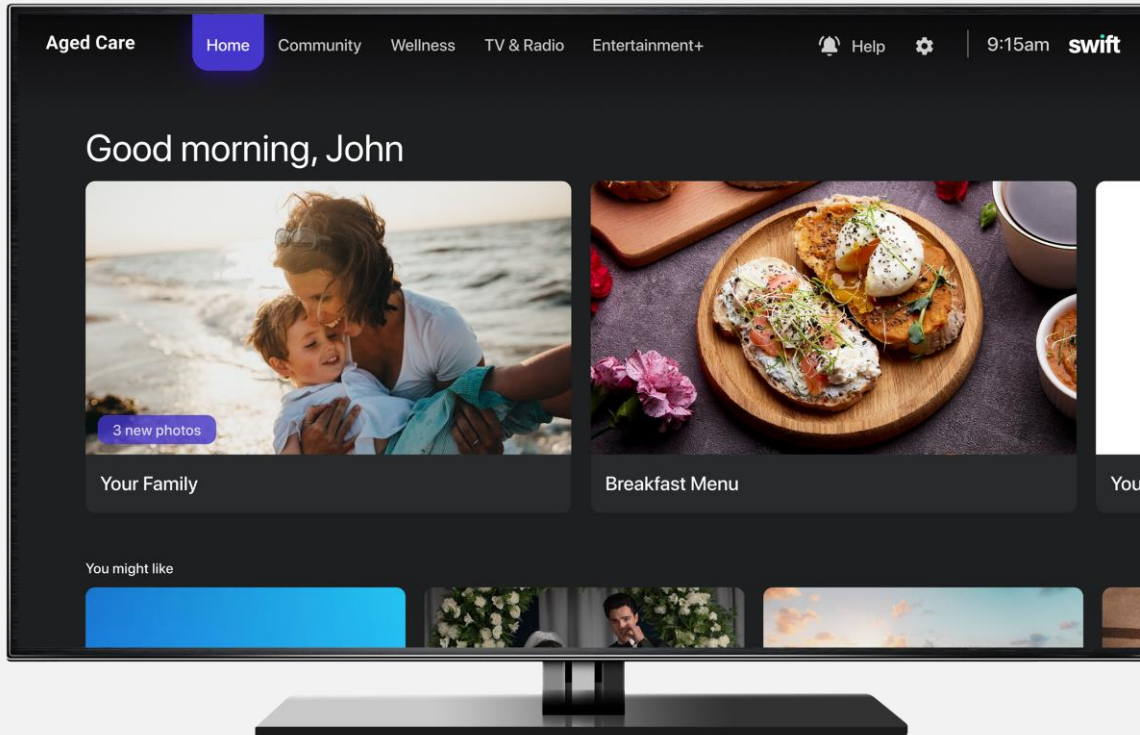 Aged Care
Home
Community
Wellness
TV & Radio
Entertainment+
Help
9:15am
swift
Good morning, John
3 new photos
Your Family
Breakfast Menu
You
You might like